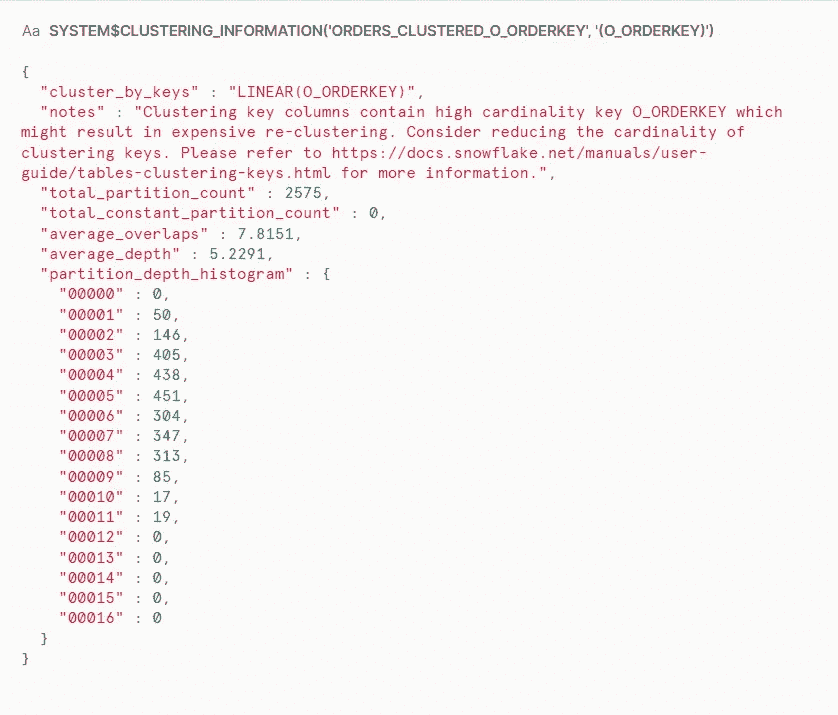 Aa SYSTEM$CLUSTERING_INFORMATION('ORDERS_CLUSTERED_O_ORDERKEY', '(O_ORDERKEY)')
{
"cluster_by_keys" : "LINEAR(O_ORDERKEY)",
"notes" : "Clustering key columns contain high cardinality key O_ORDERKEY which
might result in expensive re-clustering. Consider reducing the cardinality of
clustering keys. Please refer to https://docs.snowflake.net/manuals/user-
guide/tables-clustering-keys.html for more information.",
"total_partition_count" : 2575,
"total_constant_partition_count" : 0,
"average_overlaps" : 7.8151,
"average_depth" : 5.2291,
"partition_depth_histogram" : {
"00000" : 0,
"00001" : 50,
"00002" : 146,
"00003" : 405,
"00004" : 438,
"00005" : 451,
"00006" : 304,
"00007" : 347,
"00008" : 313,
"00009" : 85,
"00010" : 17,
"00011" : 19,
"00012" : 0,
"00013" : 0,
"00014" : 0,
"00015" : 0,
"00016" : 0
}
}